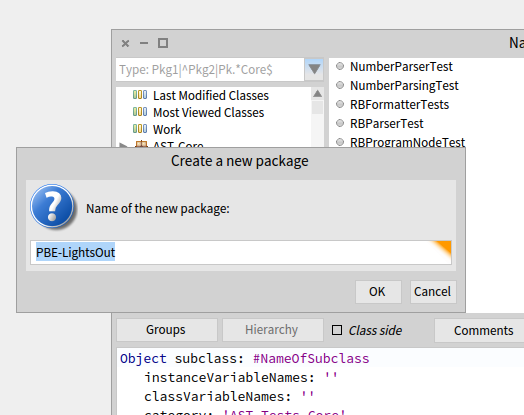 Na
Type: Pkg1|^Pkg2|Pk.*Core$
Last Modified Classes
Most Viewed Classes
Work
AST-Core
NumberParserTest
NumberParsingTest
RBFormatterTests
RBParserTest
RBProgramNodeTest
Create a new package
Name of the new package:
PBE-LightsOut
OK Cancel
Groups Hierarchy Class side Comments
Object subclass: #NameOfSubclass
instanceVariableNames: ''
classVariableNames: ''
category: 'AST-Tests-Core'